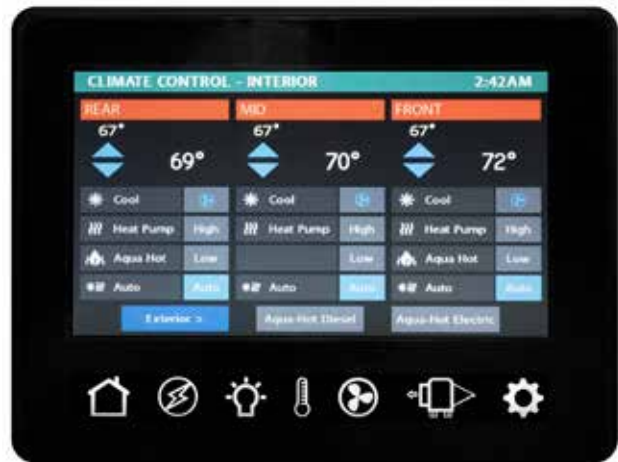 CLIMATE CONTROL - INTERIOR 2:42AM
REAR MID FRONT
67° 67° 67°
69° 70° 72°
Cool Cool Cool
Heat Pump High Heat Pump High Heat Pump High
Aqua Hot Low Low Aqua Hot Low
Auto Auto Auto Auto Auto Auto
Exterior > Aqua-Hot Diesel Aqua-Hot Electric